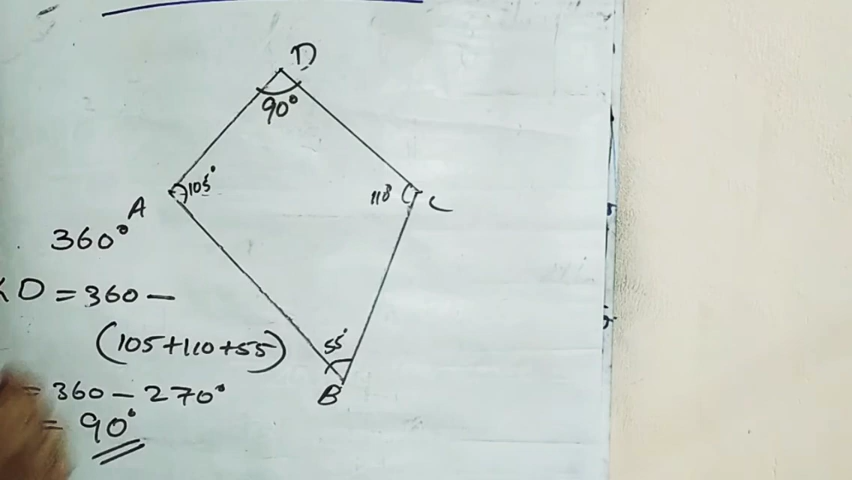 D
90°
105°
110°
A
C
360°
∠D = 360 —
(105+110+55)
55°
= 360 — 270°
B
= 90°